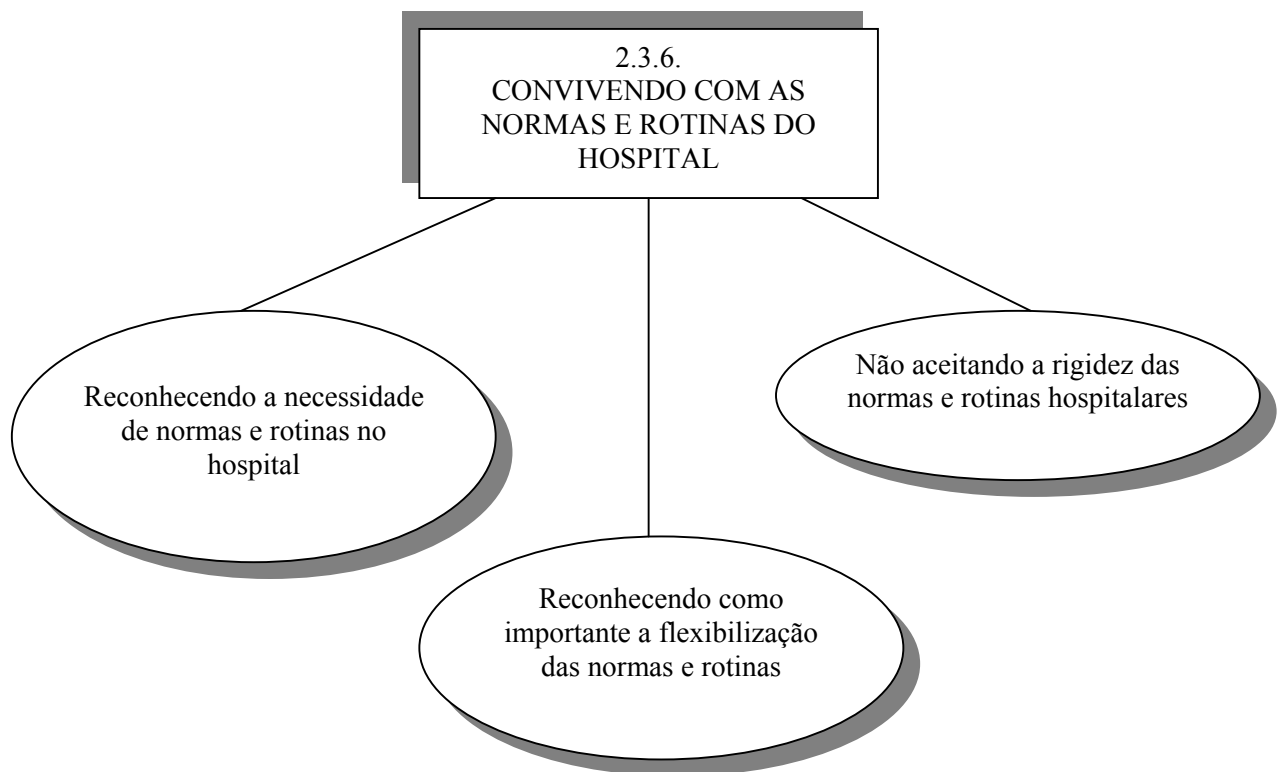 2.3.6.
CONVIVENDO COM AS
NORMAS E ROTINAS DO
HOSPITAL
Reconhecendo a necessidade
de normas e rotinas no
hospital
Não aceitando a rigidez das
normas e rotinas hospitalares
Reconhecendo como
importante a flexibilização
das normas e rotinas